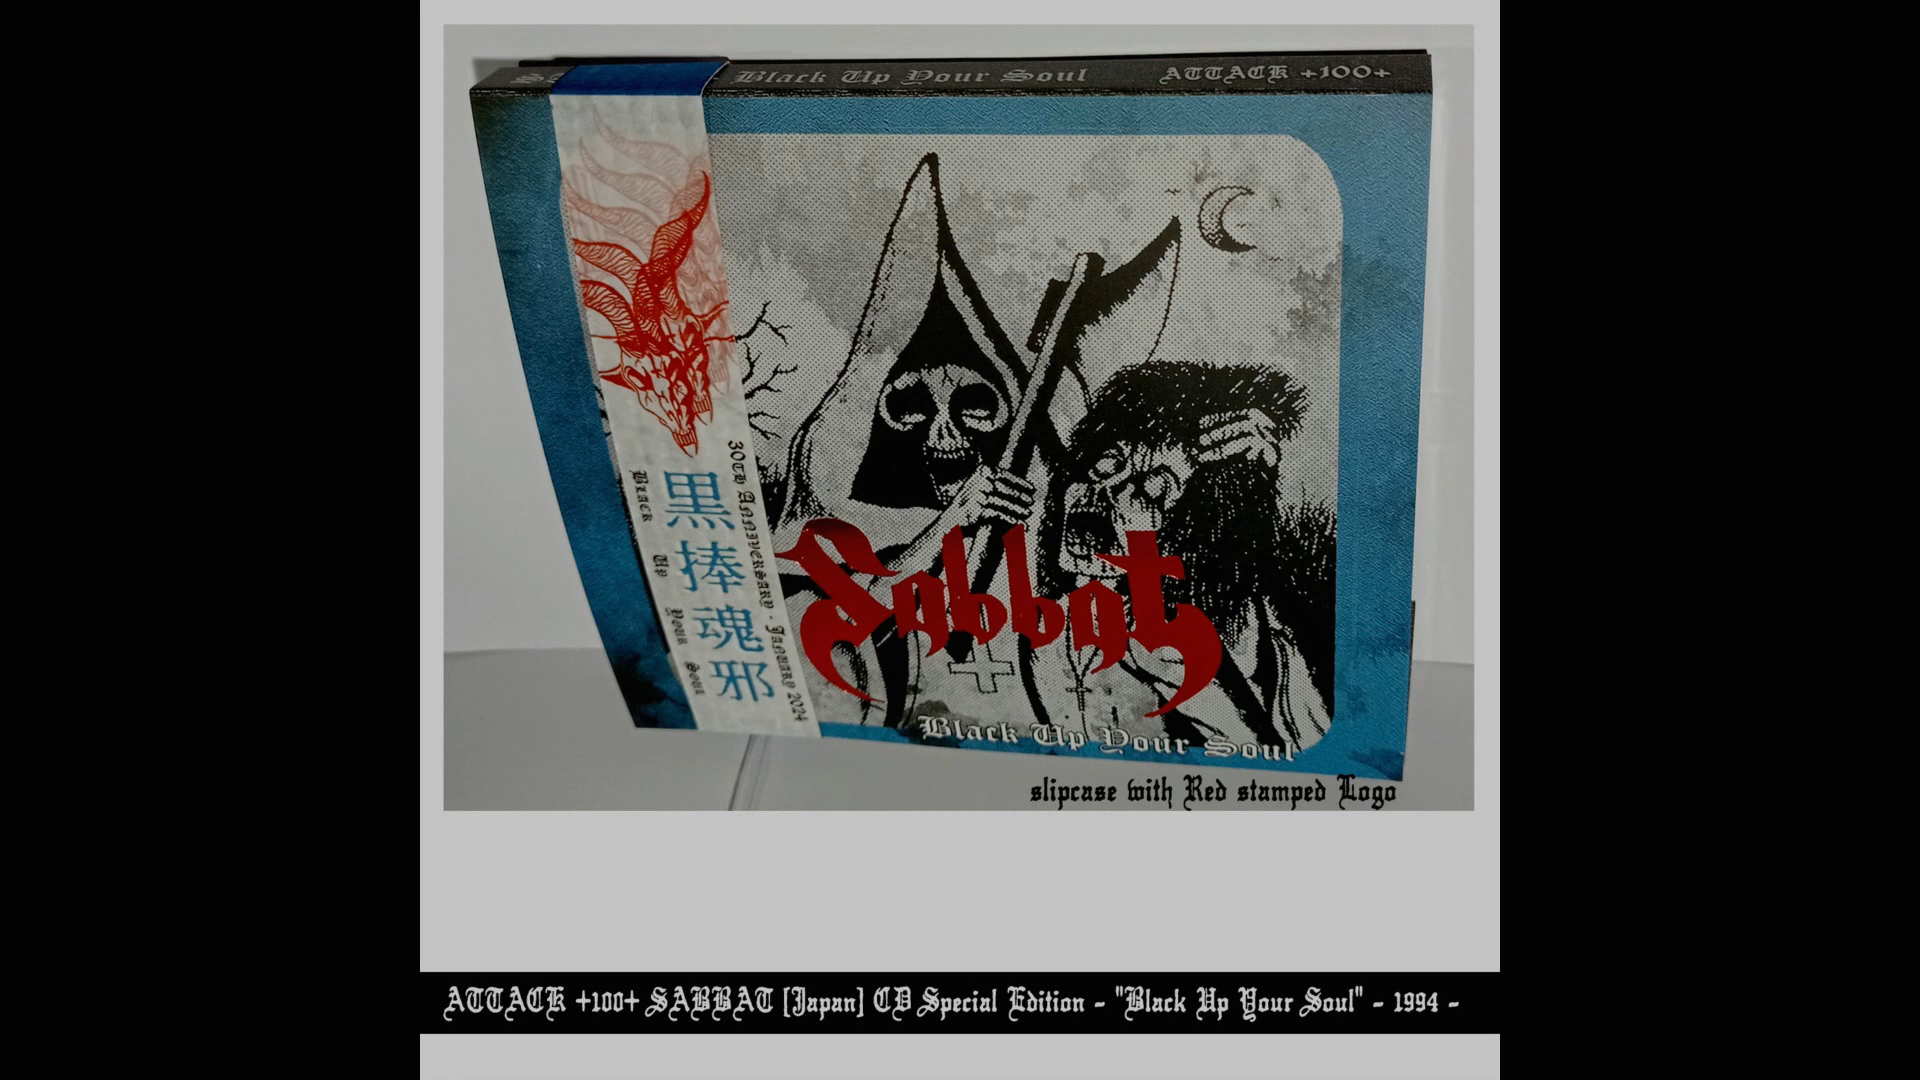 Black Up Your Soul
ATTACK +100+
30th Anniversary - January 2024
黒捧魂邪
Black Up Your Soul
Sabbat
Black Up Your Soul
slipcase with Red stamped Logo
ATTACK +100+ SABBAT [Japan] CD Special Edition - "Black Up Your Soul" - 1994 -